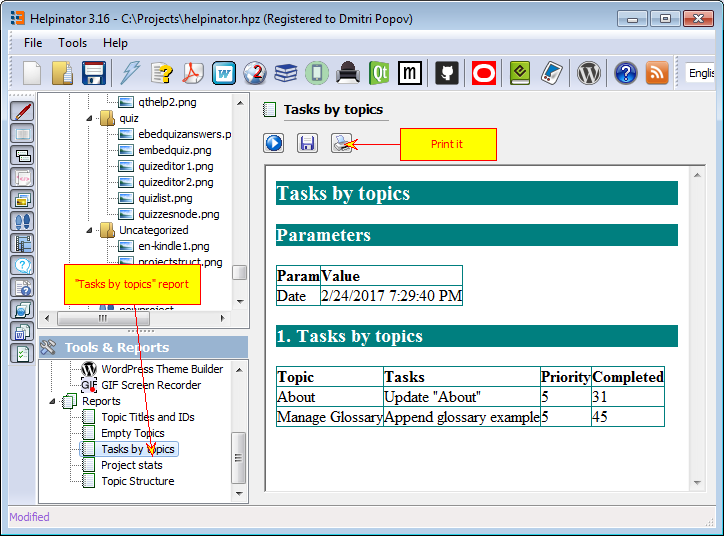 Helpinator 3.16 - C:\Projects\helpinator.hpz (Registered to Dmitri Popov)
File Tools Help
W 2 Qt m Englis
qthelp2.png
quiz
ebedquizanswers.p
embedquiz.png
quizeditor1.png
quizeditor2.png
quizlist.png
quizzesnode.png
Uncategorized
en-kindle1.png
projectstruct.png
newproject
"Tasks by topics" report
Tools & Reports
WordPress Theme Builder
GIF GIF Screen Recorder
Reports
Topic Titles and IDs
Empty Topics
Tasks by topics
Project stats
Topic Structure
Tasks by topics
Print it
Tasks by topics
Parameters
Param Value
Date 2/24/2017 7:29:40 PM
1. Tasks by topics
Topic Tasks Priority Completed
About Update "About" 5 31
Manage Glossary Append glossary example 5 45
Modified